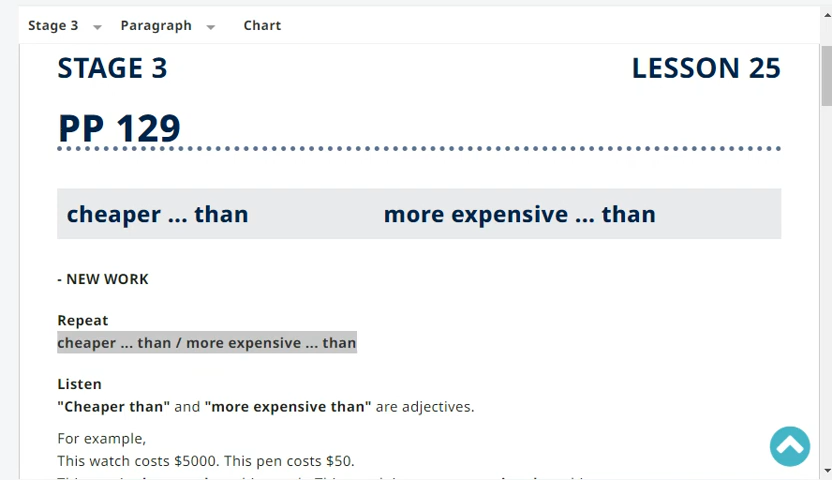 Stage 3 Paragraph Chart
STAGE 3 LESSON 25
PP 129
cheaper ... than more expensive ... than
- NEW WORK
Repeat
cheaper ... than / more expensive ... than
Listen
"Cheaper than" and "more expensive than" are adjectives.
For example,
This watch costs $5000. This pen costs $50.